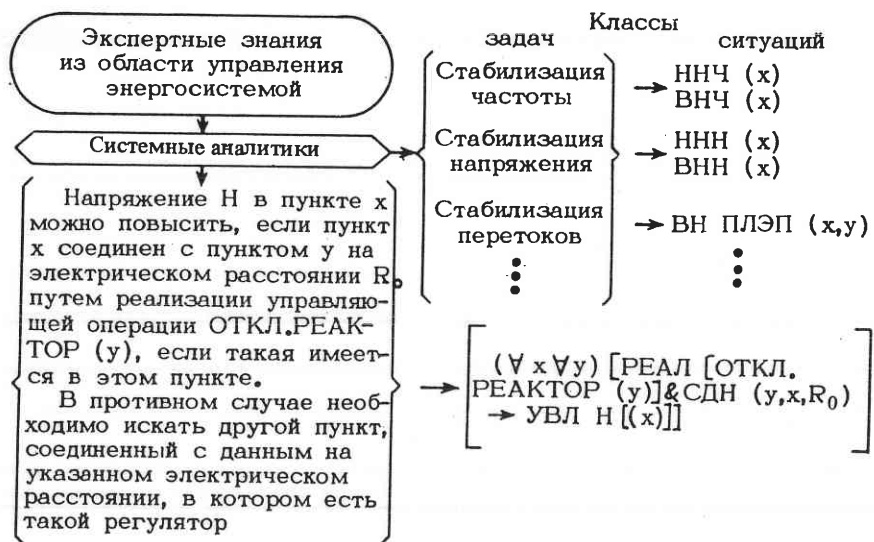 Экспертные знания
из области управления
энергосистемой
Системные аналитики
Напряжение Н в пункте x
можно повысить, если пункт
x соединен с пунктом y на
электрическом расстоянии R₀
путем реализации управляю-
щей операции ОТКЛ.РЕАК-
ТОР (y), если такая имеет-
ся в этом пункте.
В противном случае необ-
ходимо искать другой пункт,
соединенный с данным на
указанном электрическом
расстоянии, в котором есть
такой регулятор
Классы
задач
ситуаций
Стабилизация
частоты
ННЧ (x)
ВНЧ (x)
Стабилизация
напряжения
ННН (x)
ВНН (x)
Стабилизация
перетоков
ВН ПЛЭП (x,y)
(∀x∀y) [РЕАЛ [ОТКЛ.
РЕАКТОР (y)]&СДН (y,x,R₀)
→ УВЛ Н [(x)]]